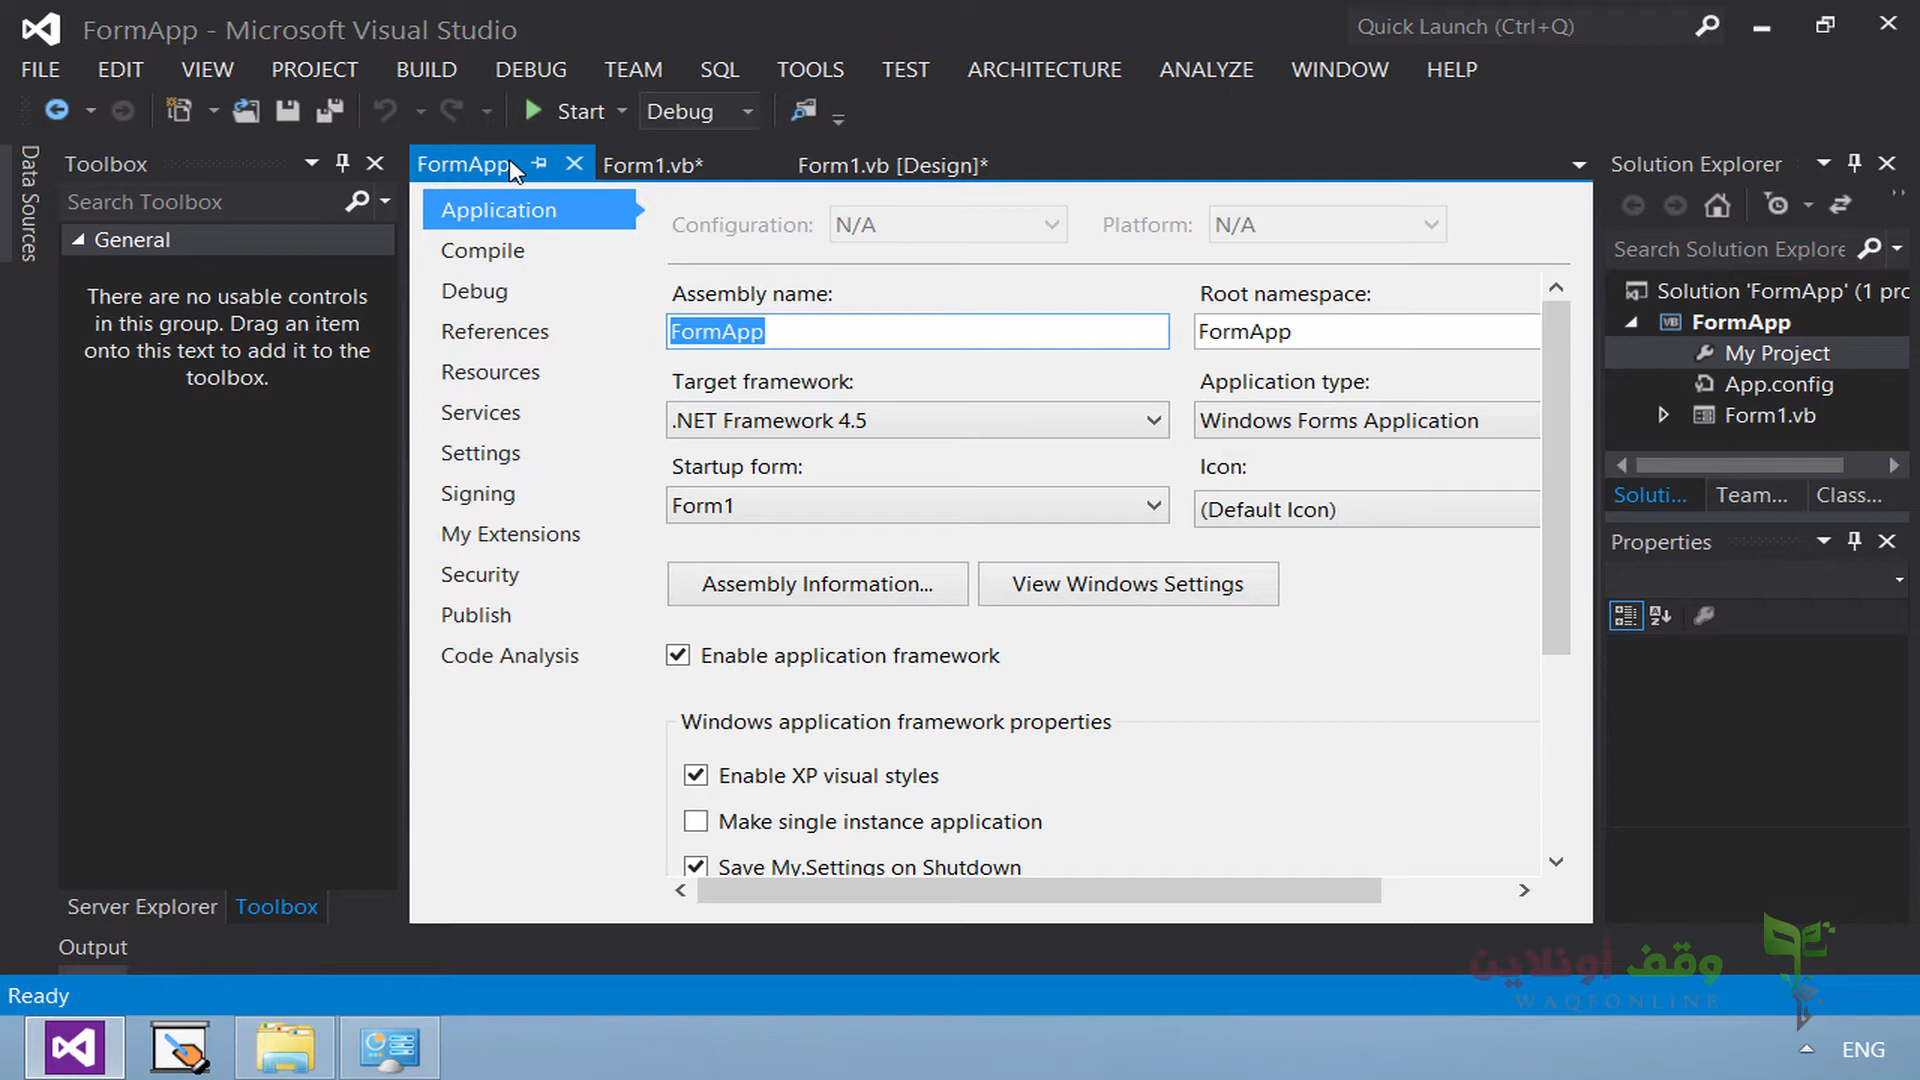 FormApp - Microsoft Visual Studio
Quick Launch (Ctrl+Q)
FILE EDIT VIEW PROJECT BUILD DEBUG TEAM SQL TOOLS TEST ARCHITECTURE ANALYZE WINDOW HELP
Start Debug
Data Sources
Toolbox
Search Toolbox
General
There are no usable controls
in this group. Drag an item
onto this text to add it to the
toolbox.
Server Explorer Toolbox
Output
FormApp Form1.vb* Form1.vb [Design]*
Application
Compile
Debug
References
Resources
Services
Settings
Signing
My Extensions
Security
Publish
Code Analysis
Configuration: N/A Platform: N/A
Assembly name: Root namespace:
FormApp FormApp
Target framework: Application type:
.NET Framework 4.5 Windows Forms Application
Startup form: Icon:
Form1 (Default Icon)
Assembly Information... View Windows Settings
Enable application framework
Windows application framework properties
Enable XP visual styles
Make single instance application
Save My.Settings on Shutdown
Solution Explorer
Search Solution Explore
Solution 'FormApp' (1 pro
FormApp
My Project
App.config
Form1.vb
Soluti... Team... Class...
Properties
وقف أونلاين
WAQFONLINE
Ready
ENG